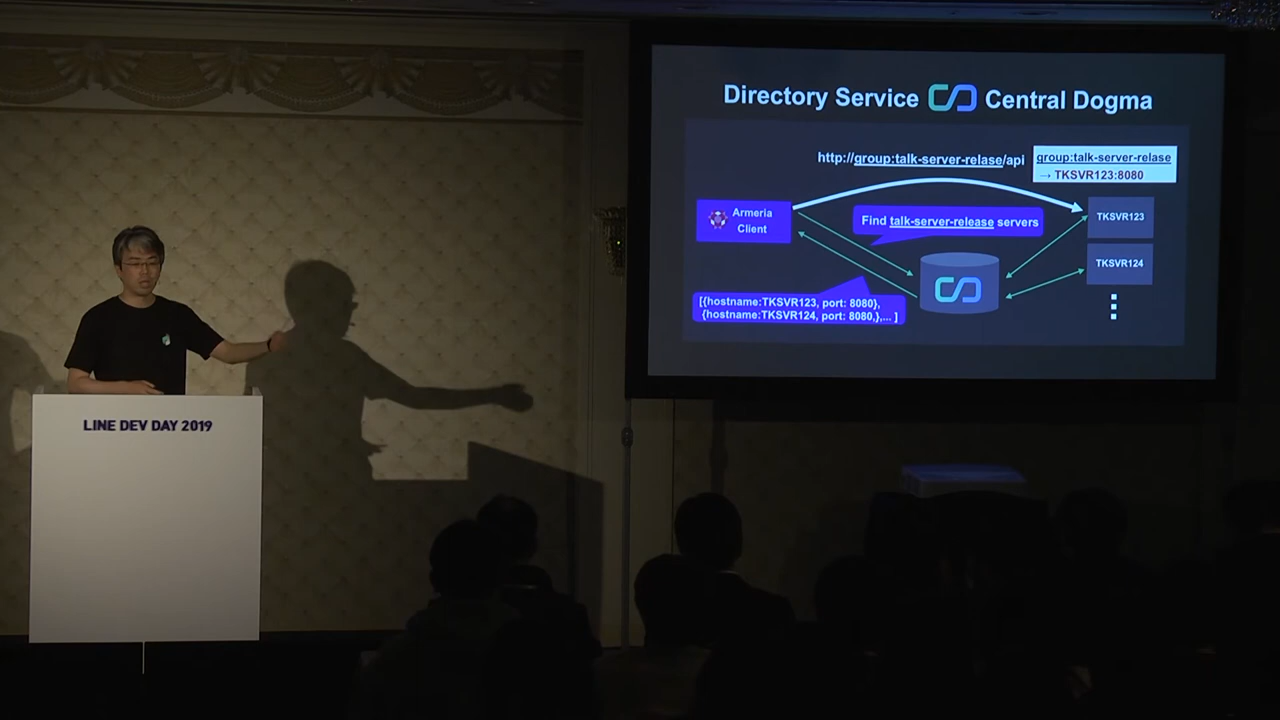 Directory Service Central Dogma
http://group:talk-server-relase/api
group:talk-server-relase
→ TKSVR123:8080
Armeria
Client
Find talk-server-release servers
TKSVR123
TKSVR124
[{hostname:TKSVR123, port: 8080},
{hostname:TKSVR124, port: 8080,},... ]
LINE DEV DAY 2019